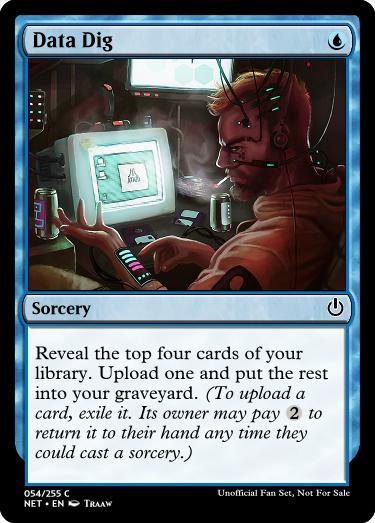 Data Dig
Sorcery
Reveal the top four cards of your
library. Upload one and put the rest
into your graveyard. (To upload a
card, exile it. Its owner may pay 2 to
return it to their hand any time they
could cast a sorcery.)
054/255 C
NET • EN Traaw
Unofficial Fan Set, Not For Sale